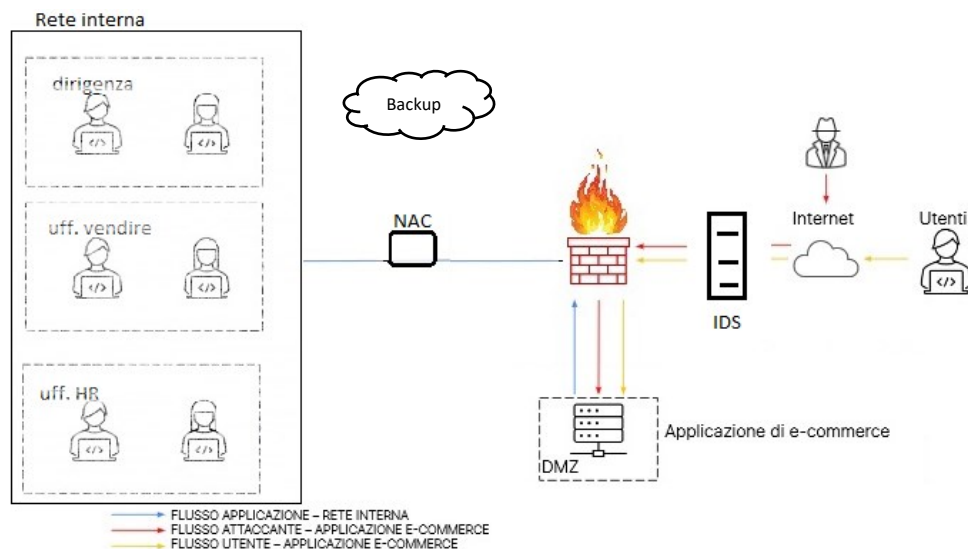 Rete interna
dirigenza
Backup
uff. vendire
NAC
Internet
Utenti
IDS
uff. HR
Applicazione di e-commerce
DMZ
FLUSSO APPLICAZIONE – RETE INTERNA
FLUSSO ATTACCANTE – APPLICAZIONE E-COMMERCE
FLUSSO UTENTE – APPLICAZIONE E-COMMERCE